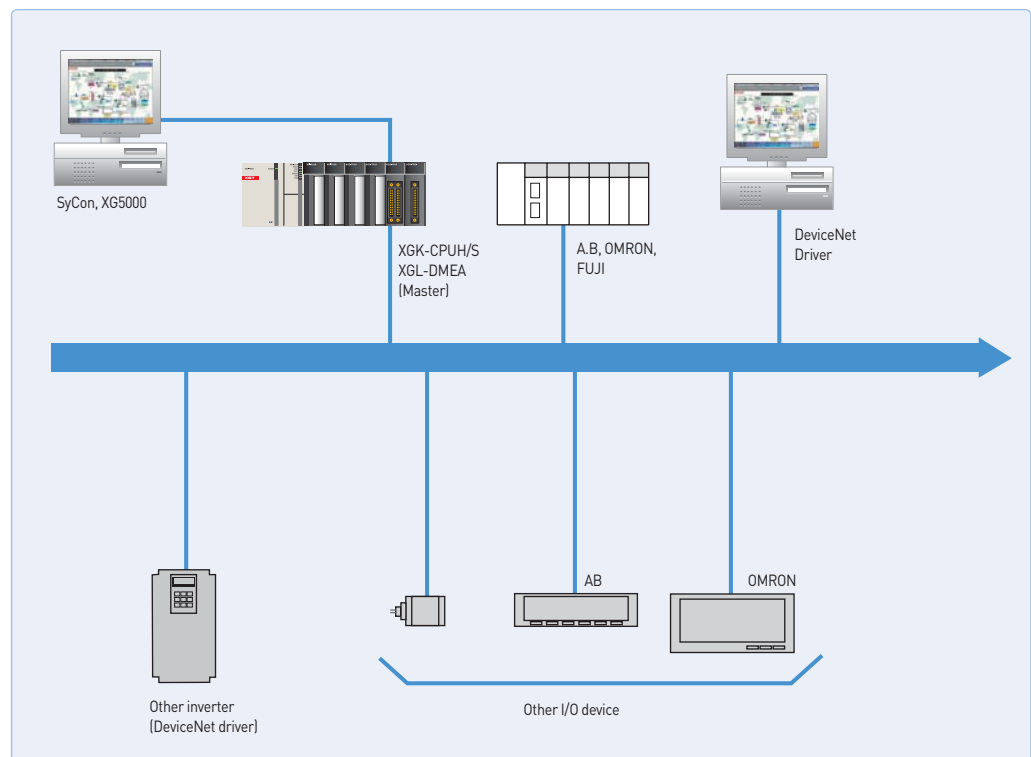 SyCon, XG5000
XGK-CPUH/S
XGL-DMEA
(Master)
A.B, OMRON,
FUJI
DeviceNet
Driver
AB
OMRON
Other inverter
(DeviceNet driver)
Other I/O device